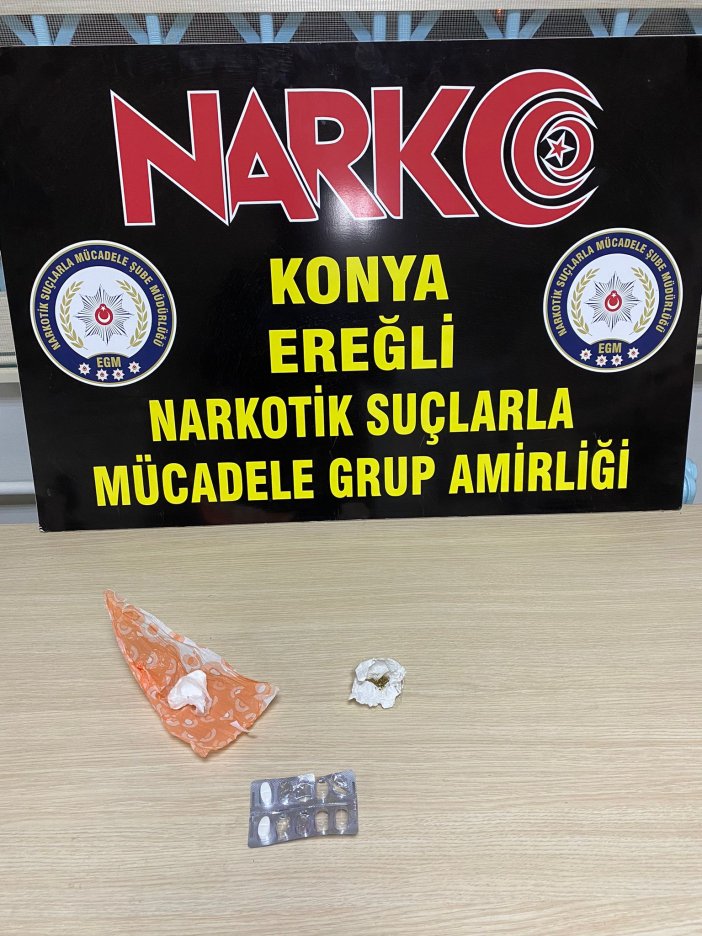 NARKO
KONYA
EREĞLİ
NARKOTİK SUÇLARLA
MÜCADELE GRUP AMİRLİĞİ
NARKOTİK SUÇLARLA MÜCADELE ŞUBE MÜDÜRLÜĞÜ
EGM
NARKOTİK SUÇLARLA MÜCADELE ŞUBE MÜDÜRLÜĞÜ
EGM